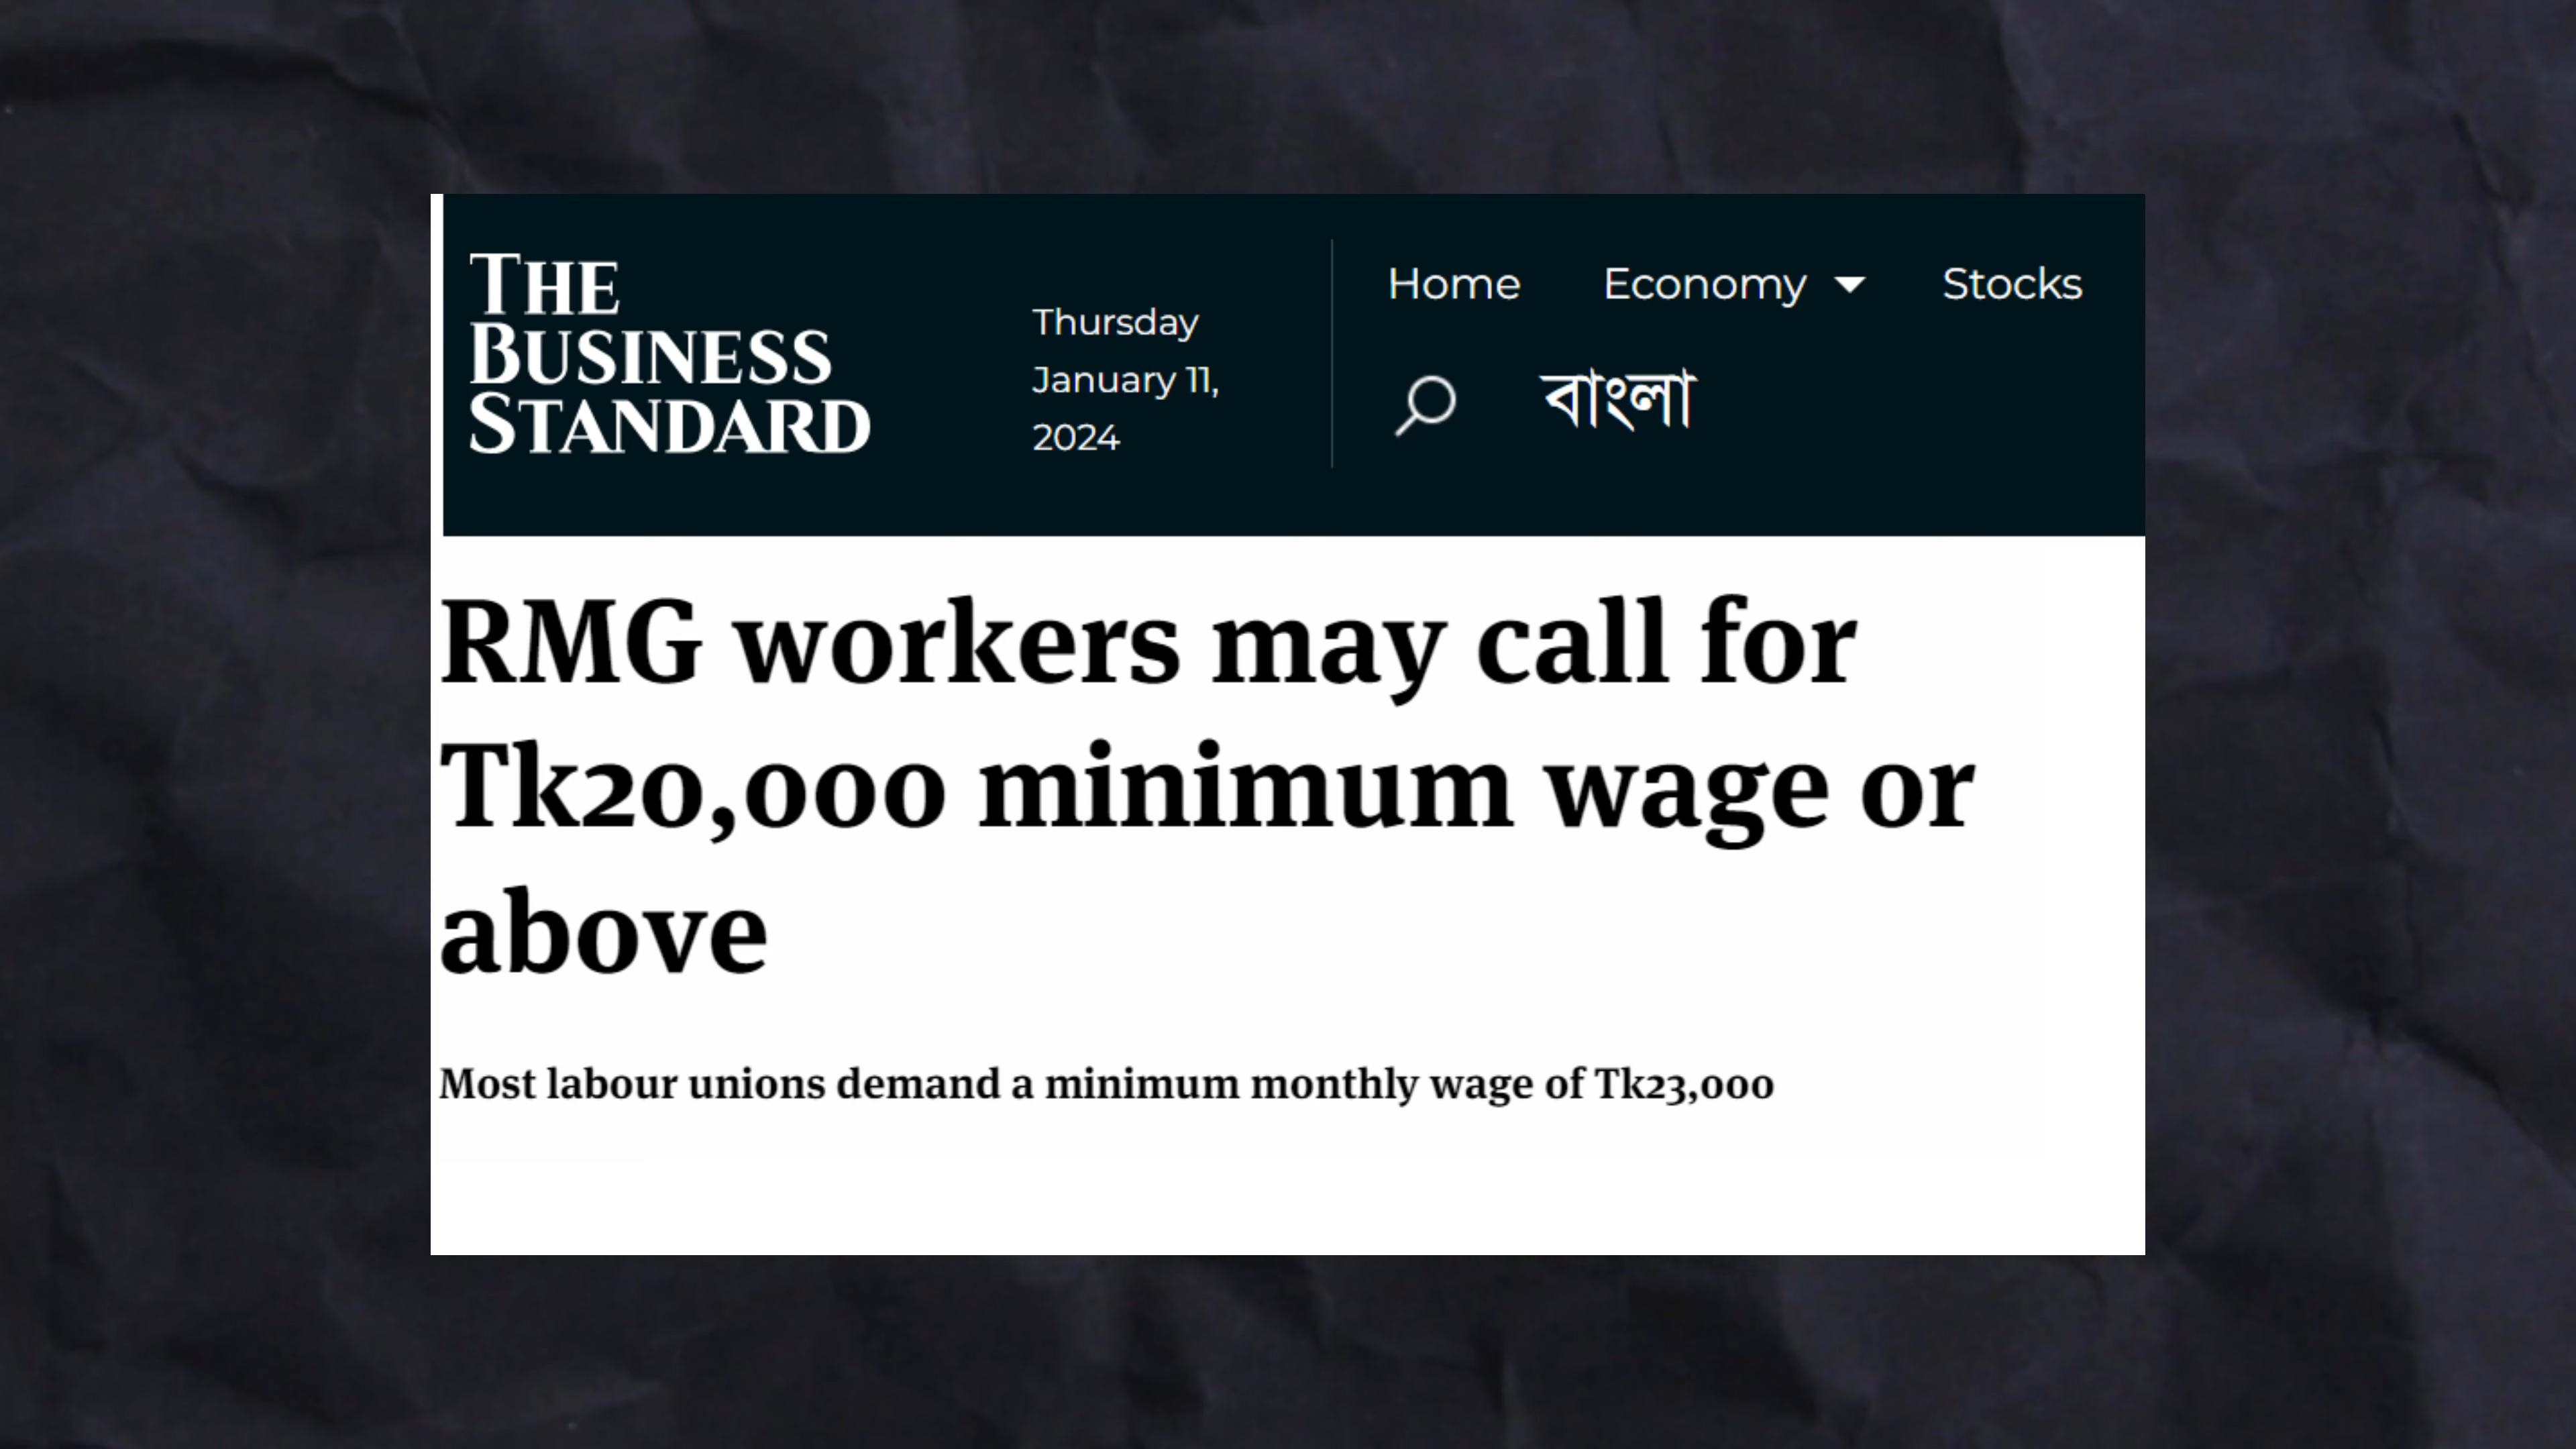 THE
BUSINESS
STANDARD
Thursday
January 11,
2024
Home Economy Stocks
বাংলা
RMG workers may call for
Tk20,000 minimum wage or
above
Most labour unions demand a minimum monthly wage of Tk23,000